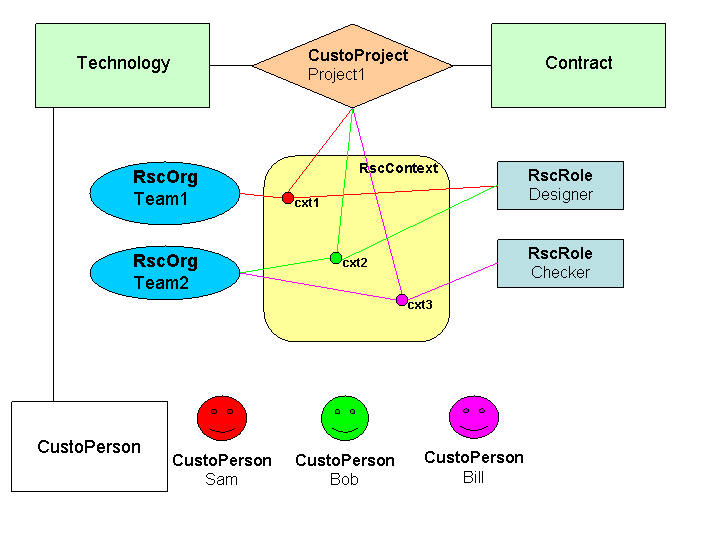 Technology
CustoProject
Project1
Contract
RscContext
RscOrg
Team1
cxt1
RscRole
Designer
RscOrg
Team2
cxt2
RscRole
Checker
cxt3
CustoPerson
CustoPerson
Sam
CustoPerson
Bob
CustoPerson
Bill